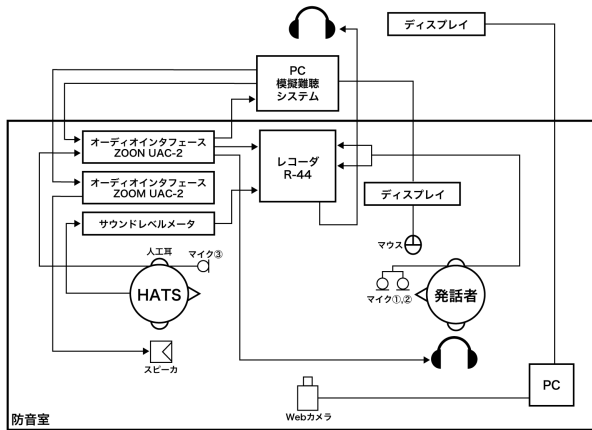 ディスプレイ
PC
模擬難聴
システム
オーディオインタフェース
ZOON UAC-2
レコーダ
R-44
オーディオインタフェース
ZOOM UAC-2
ディスプレイ
サウンドレベルメータ
マウス
人工耳
マイク③
HATS
マイク①,②
発話者
スピーカ
PC
Webカメラ
防音室